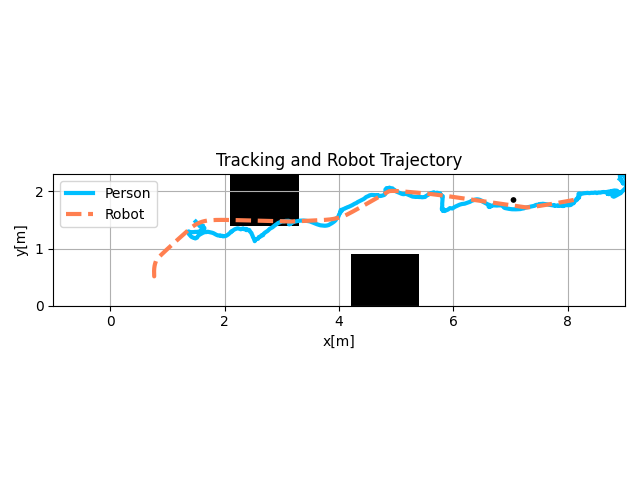 Tracking and Robot Trajectory
Person
Robot
y[m]
2
1
0
0 2 4 6 8
x[m]